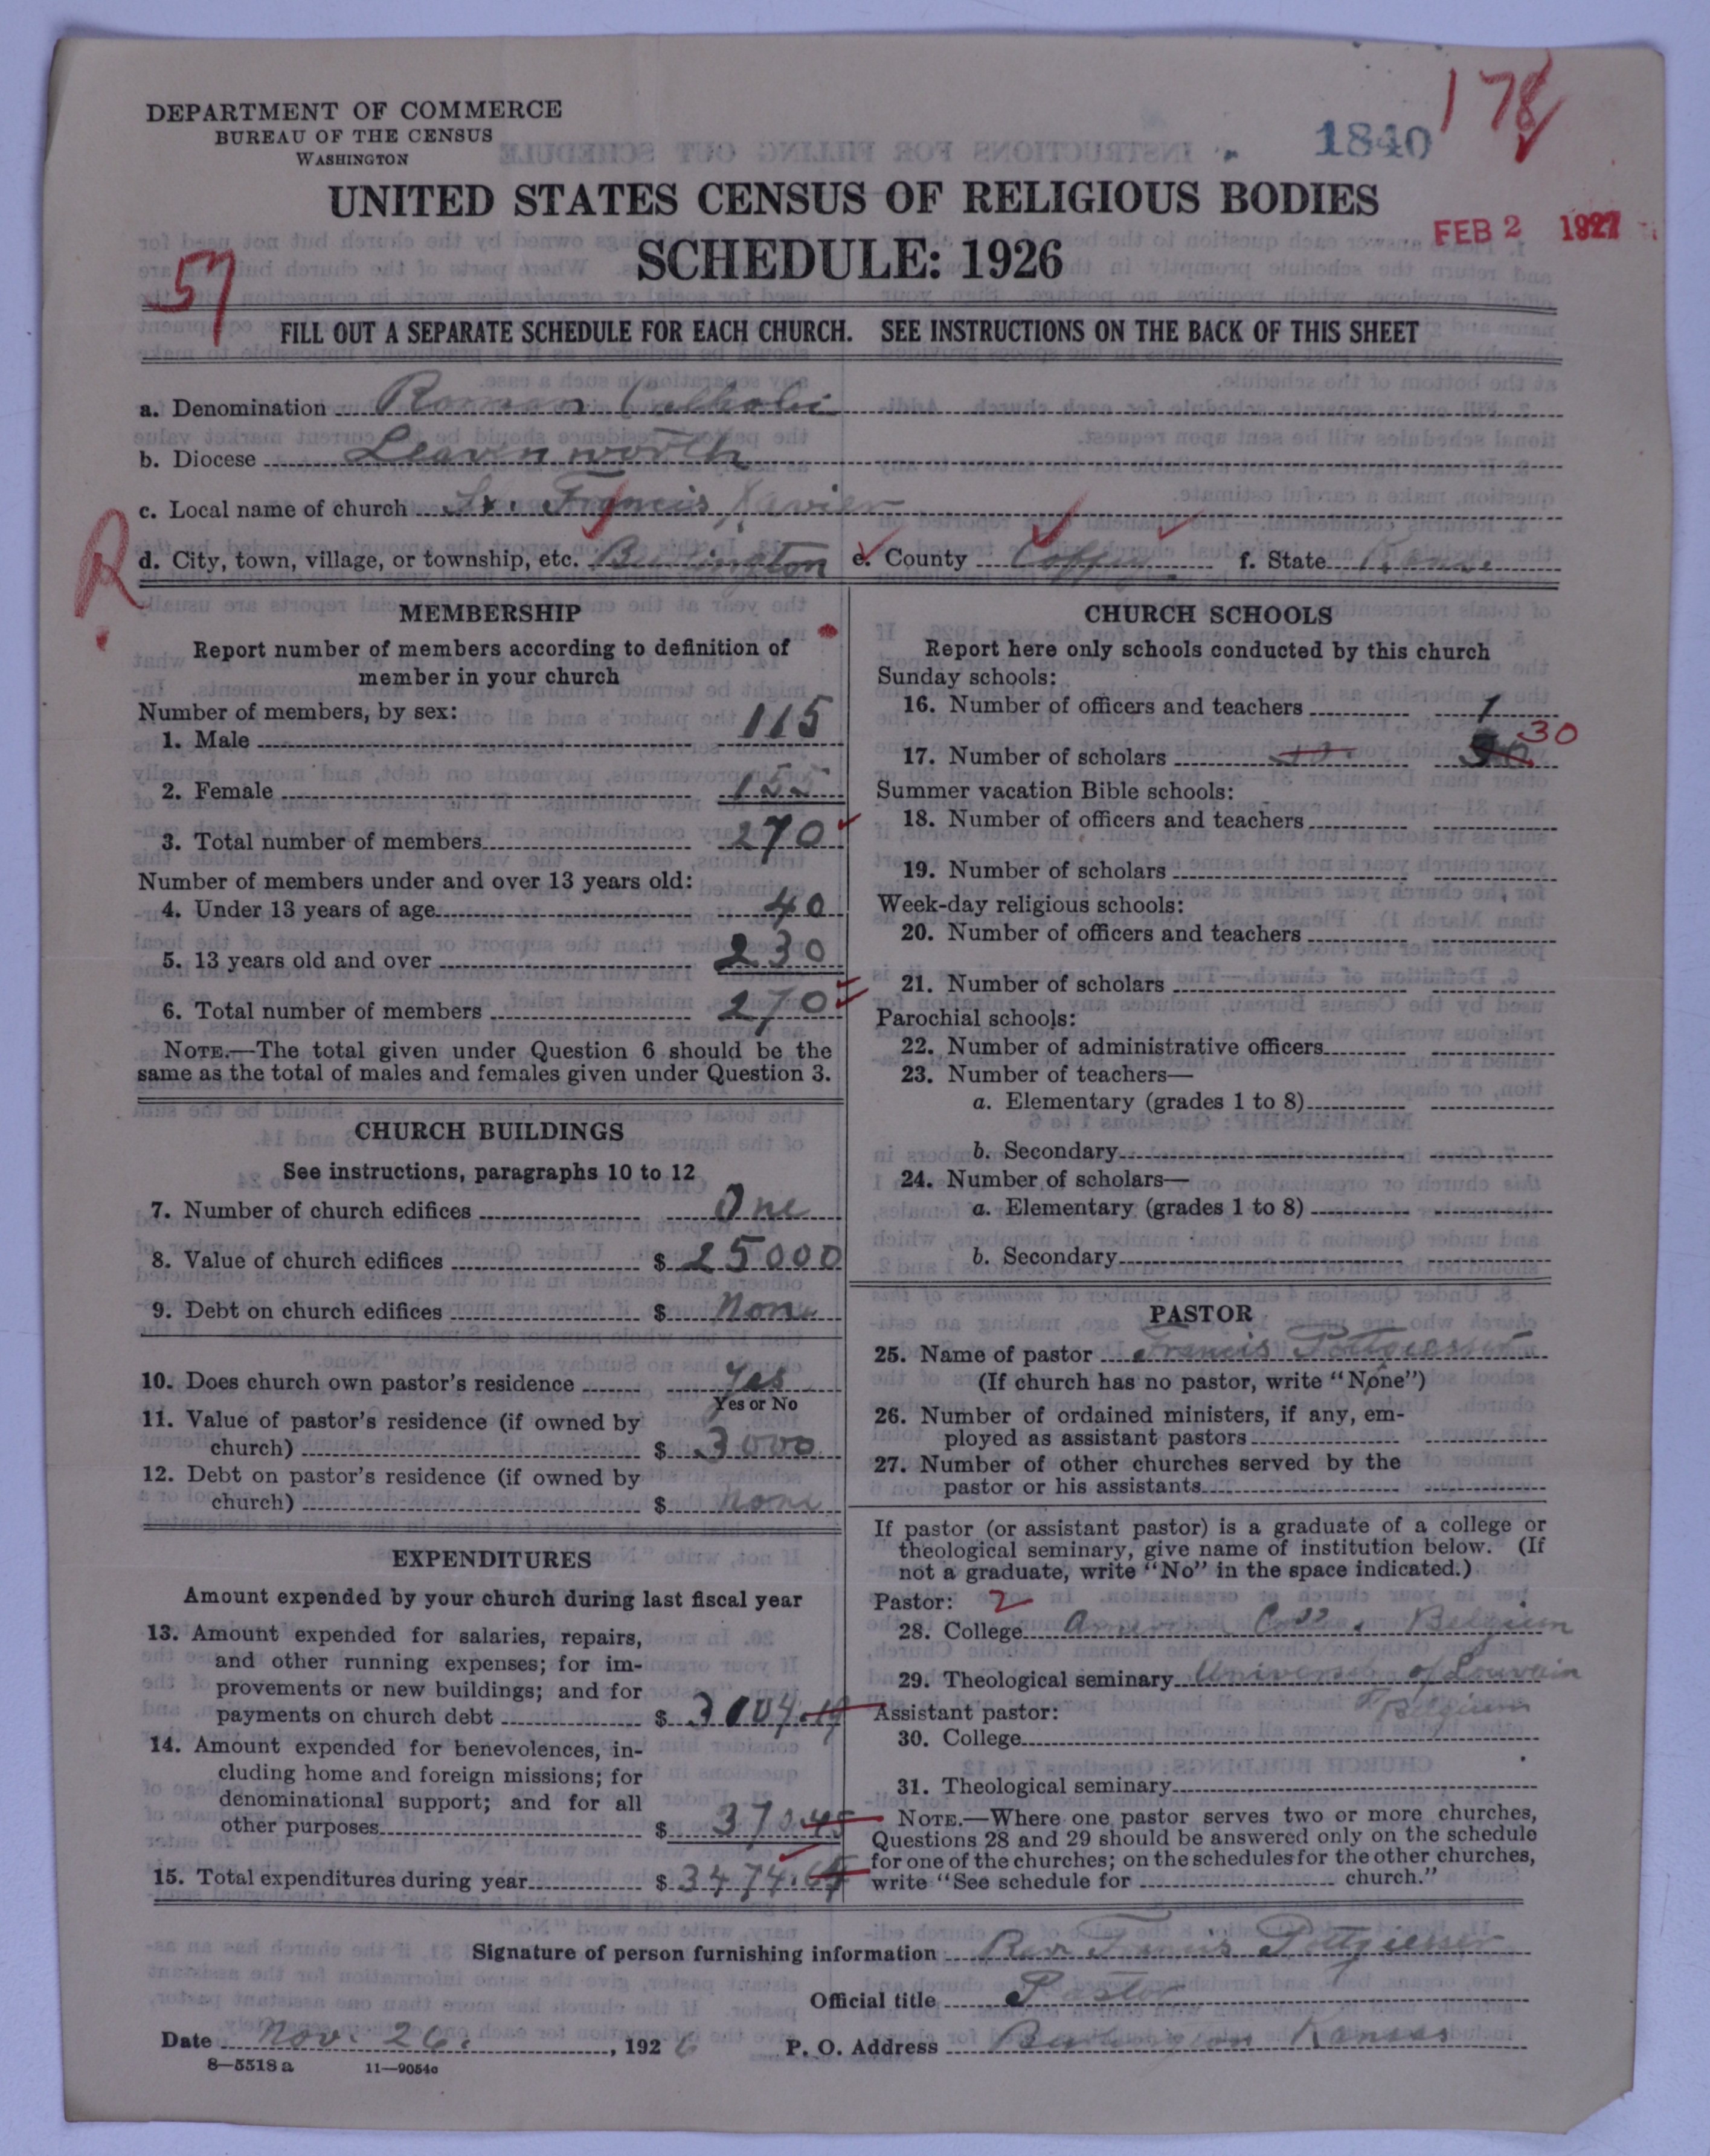 DEPARTMENT OF COMMERCE
BUREAU OF THE CENSUS
WASHINGTON
178
1840
UNITED STATES CENSUS OF RELIGIOUS BODIES
SCHEDULE: 1926
FEB 2 1927
57
FILL OUT A SEPARATE SCHEDULE FOR EACH CHURCH. SEE INSTRUCTIONS ON THE BACK OF THIS SHEET
a. Denomination Roman Catholic
b. Diocese Leavenworth
c. Local name of church St. Francis Xavier
R
d. City, town, village, or township, etc. Burlington e. County Coffey f. State Kansas
MEMBERSHIP
Report number of members according to definition of
member in your church
Number of members, by sex:
1. Male 115
2. Female 155
3. Total number of members 270
Number of members under and over 13 years old:
4. Under 13 years of age 40
5. 13 years old and over 230
6. Total number of members 270
NOTE.—The total given under Question 6 should be the
same as the total of males and females given under Question 3.
CHURCH BUILDINGS
See instructions, paragraphs 10 to 12
7. Number of church edifices One
8. Value of church edifices $ 25000
9. Debt on church edifices $ None
10. Does church own pastor's residence Yes
Yes or No
11. Value of pastor's residence (if owned by
church) $ 3000
12. Debt on pastor's residence (if owned by
church) $ None
EXPENDITURES
Amount expended by your church during last fiscal year
13. Amount expended for salaries, repairs,
and other running expenses; for im-
provements or new buildings; and for
payments on church debt $ 3104.19
14. Amount expended for benevolences, in-
cluding home and foreign missions; for
denominational support; and for all
other purposes $ 370.45
15. Total expenditures during year $ 3474.64
CHURCH SCHOOLS
Report here only schools conducted by this church
Sunday schools:
16. Number of officers and teachers 1
17. Number of scholars 30
Summer vacation Bible schools:
18. Number of officers and teachers
19. Number of scholars
Week-day religious schools:
20. Number of officers and teachers
21. Number of scholars
Parochial schools:
22. Number of administrative officers
23. Number of teachers—
a. Elementary (grades 1 to 8)
b. Secondary
24. Number of scholars—
a. Elementary (grades 1 to 8)
b. Secondary
PASTOR
25. Name of pastor Francis Pottgiesser
(If church has no pastor, write "None")
26. Number of ordained ministers, if any, em-
ployed as assistant pastors
27. Number of other churches served by the
pastor or his assistants
If pastor (or assistant pastor) is a graduate of a college or
theological seminary, give name of institution below. (If
not a graduate, write "No" in the space indicated.)
Pastor: 2
28. College American Coll. Belgium
29. Theological seminary University of Louvain
Belgium
Assistant pastor:
30. College
31. Theological seminary
NOTE.—Where one pastor serves two or more churches,
Questions 28 and 29 should be answered only on the schedule
for one of the churches; on the schedules for the other churches,
write "See schedule for church."
Signature of person furnishing information Rev Francis Pottgiesser
Official title Pastor
Date Nov. 26. , 1926 P. O. Address Burlington Kansas
8—5518a 11—9054c